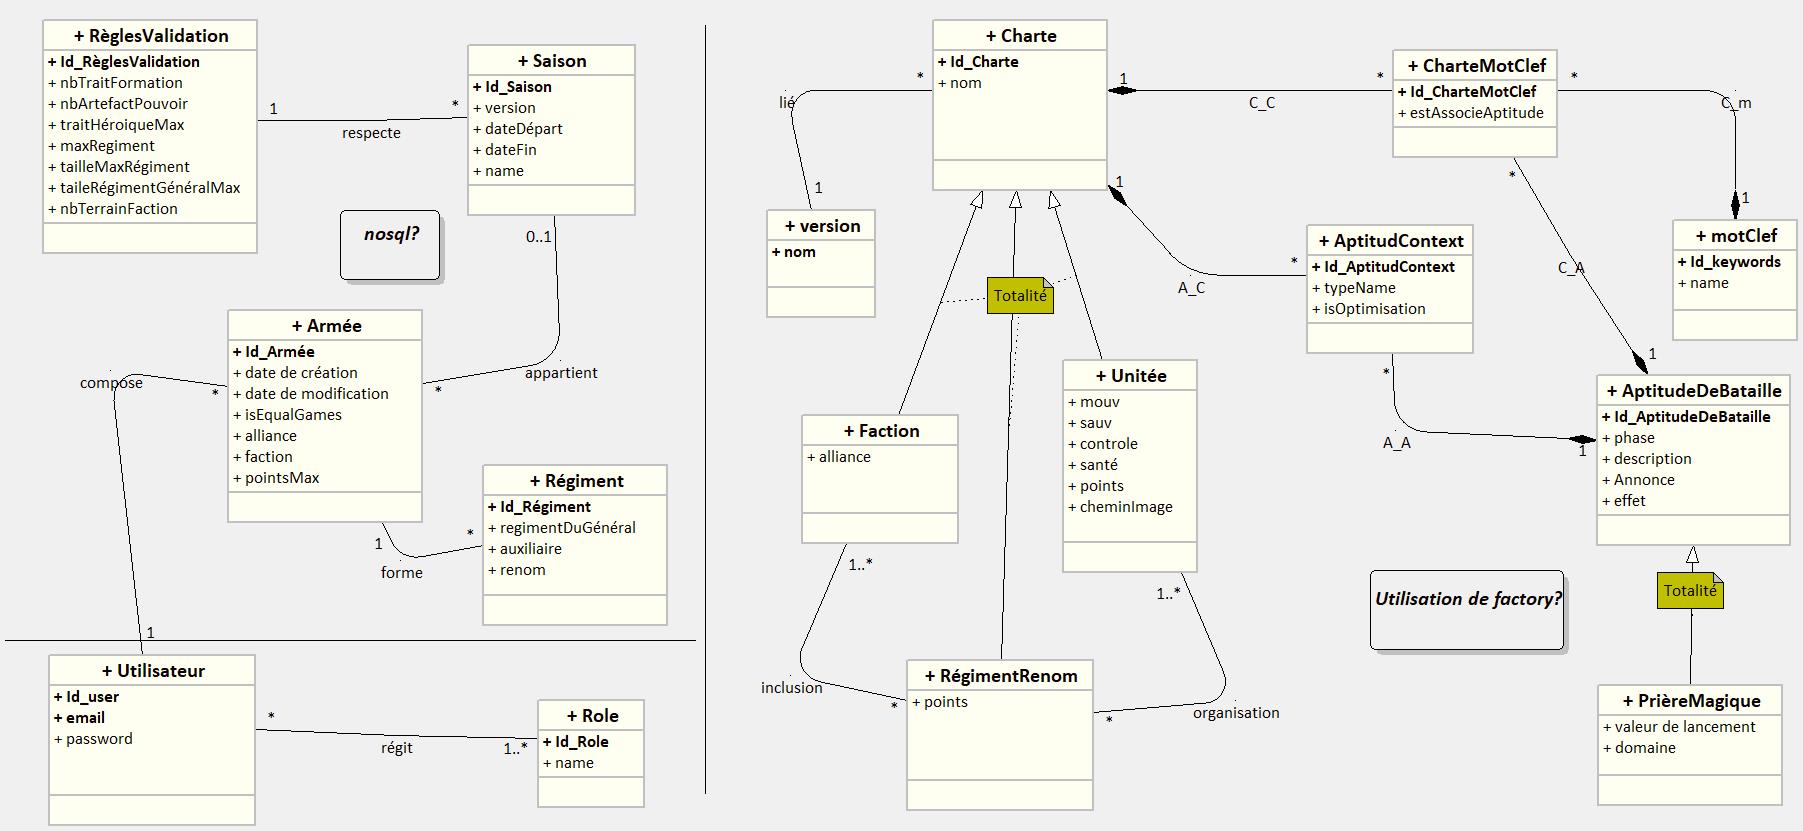 + RèglesValidation
+ Id_RèglesValidation
+ nbTraitFormation
+ nbArtefactPouvoir
+ traitHéroiqueMax
+ maxRegiment
+ tailleMaxRégiment
+ taileRégimentGénéralMax
+ nbTerrainFaction
1
*
respecte
+ Saison
+ Id_Saison
+ version
+ dateDépart
+ dateFin
+ name
nosql?
0..1
*
appartient
+ Armée
+ Id_Armée
+ date de création
+ date de modification
+ isEqualGames
+ alliance
+ faction
+ pointsMax
compose
*
1
1
*
forme
+ Régiment
+ Id_Régiment
+ regimentDuGénéral
+ auxiliaire
+ renom
+ Utilisateur
+ Id_user
+ email
+ password
*
régit
1..*
+ Role
+ Id_Role
+ name
+ Charte
+ Id_Charte
+ nom
*
lié
1
+ version
+ nom
1
*
C_C
+ CharteMotClef
+ Id_CharteMotClef
+ estAssocieAptitude
*
C_m
1
+ motClef
+ Id_keywords
+ name
1
*
A_C
+ AptitudContext
+ Id_AptitudContext
+ typeName
+ isOptimisation
*
C_A
1
*
A_A
1
+ AptitudeDeBataille
+ Id_AptitudeDeBataille
+ phase
+ description
+ Annonce
+ effet
Totalité
+ Faction
+ alliance
+ Unitée
+ mouv
+ sauv
+ controle
+ santé
+ points
+ cheminImage
1..*
inclusion
*
1..*
organisation
*
+ RégimentRenom
+ points
Utilisation de factory?
Totalité
+ PrièreMagique
+ valeur de lancement
+ domaine